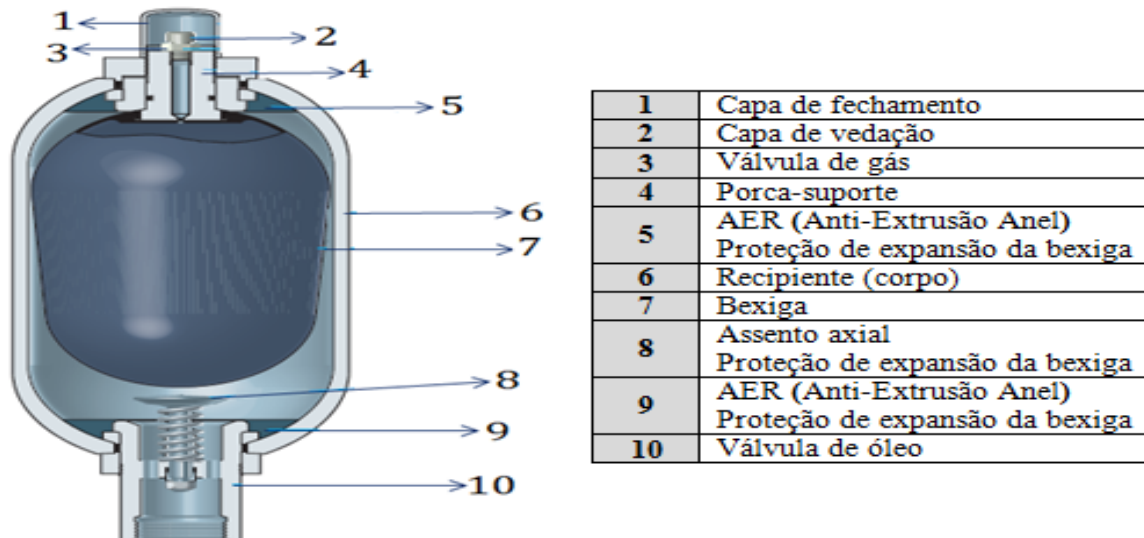 1
2
3
4
5
6
7
8
9
10
1 Capa de fechamento
2 Capa de vedação
3 Válvula de gás
4 Porca-suporte
5 AER (Anti-Extrusão Anel)
Proteção de expansão da bexiga
6 Recipiente (corpo)
7 Bexiga
8 Assento axial
Proteção de expansão da bexiga
9 AER (Anti-Extrusão Anel)
Proteção de expansão da bexiga
10 Válvula de óleo